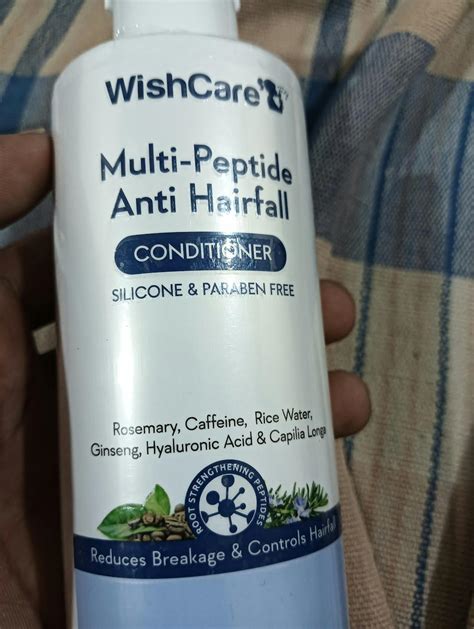 WishCare
Multi-Peptide
Anti Hairfall
CONDITIONER
SILICONE & PARABEN FREE
Rosemary, Caffeine, Rice Water,
Ginseng, Hyaluronic Acid & Capilia Longa
ROOT STRENGTHENING PEPTIDES
Reduces Breakage & Controls Hairfall